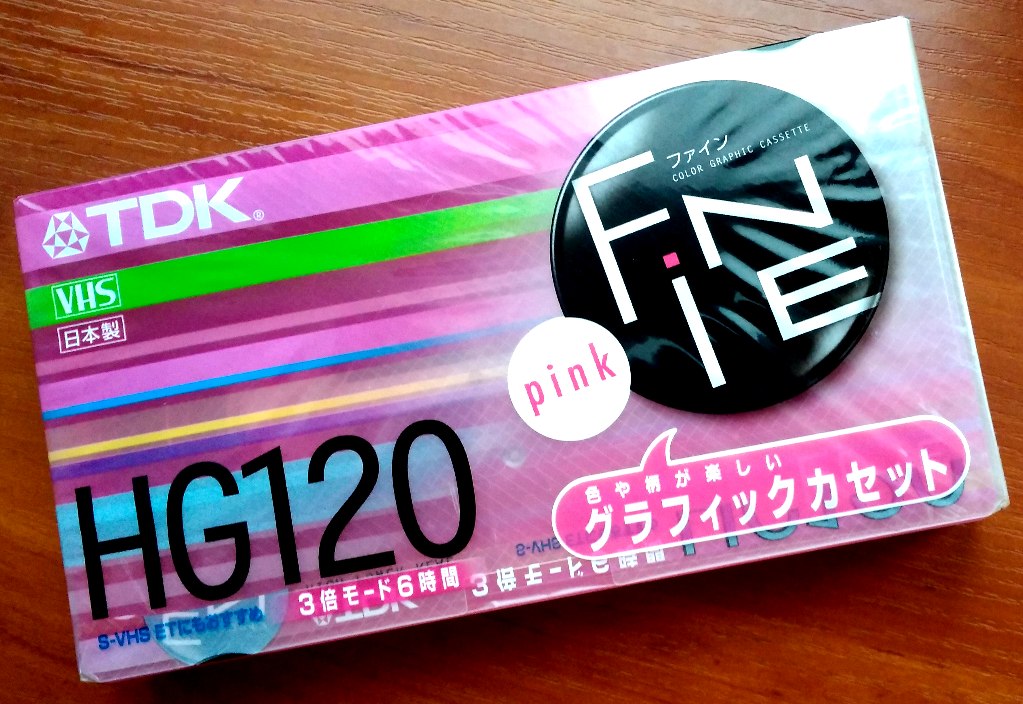 TDK®
VHS
日本製
ファイン
COLOR GRAPHIC CASSETTE
FiNE
pink
色や柄が楽しい
グラフィックカセット
HG120
3倍モード6時間
S-VHS ETにもおすすめ